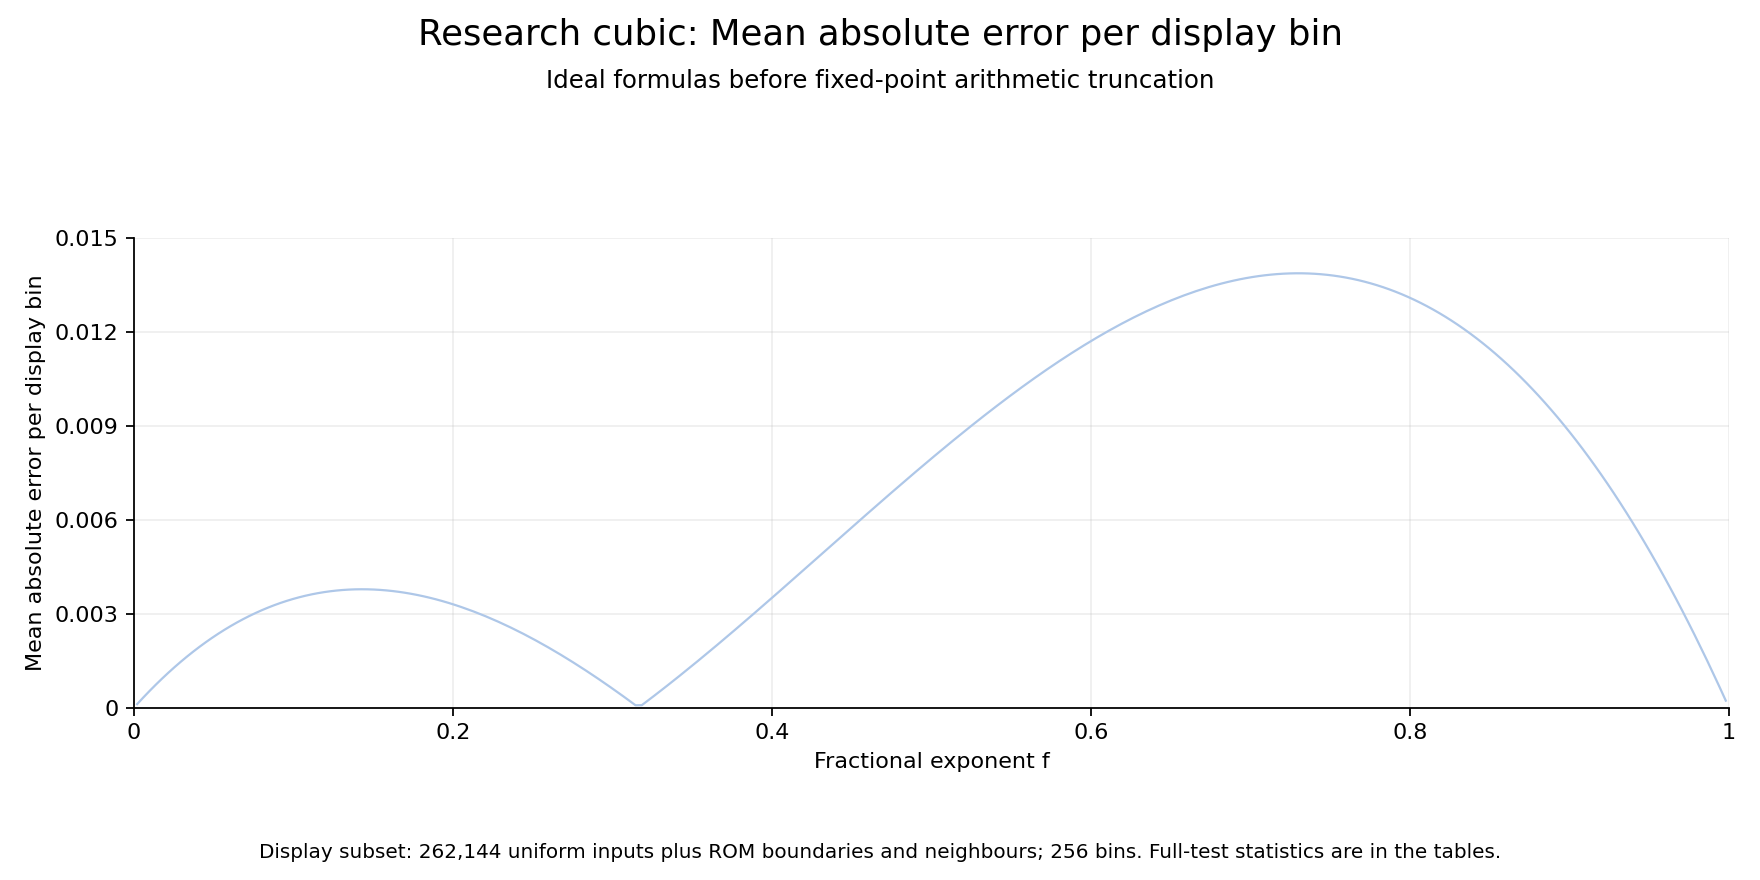 Research cubic: Mean absolute error per display bin
Ideal formulas before fixed-point arithmetic truncation
Mean absolute error per display bin
0.015
0.012
0.009
0.006
0.003
0
0 0.2 0.4 0.6 0.8 1
Fractional exponent f
Display subset: 262,144 uniform inputs plus ROM boundaries and neighbours; 256 bins. Full-test statistics are in the tables.